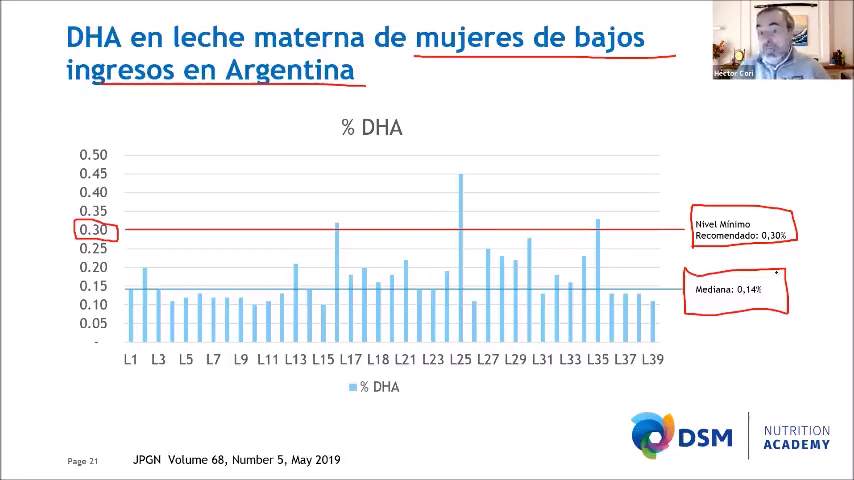 DHA en leche materna de mujeres de bajos
ingresos en Argentina
Héctor Cori
% DHA
0.50
0.45
0.40
0.35
0.30
0.25
0.20
0.15
0.10
0.05
-
Nivel Mínimo
Recomendado: 0,30%
Mediana: 0,14%
L1 L3 L5 L7 L9 L11 L13 L15 L17 L18 L21 L23 L25 L27 L29 L31 L33 L35 L37 L39
% DHA
DSM NUTRITION
ACADEMY
Page 21 JPGN Volume 68, Number 5, May 2019